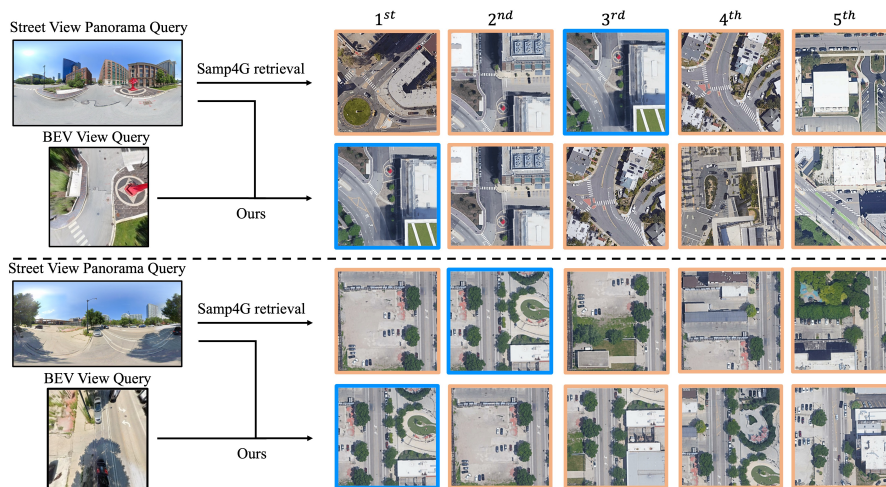 Street View Panorama Query
1st 2nd 3rd 4th 5th
Samp4G retrieval
BEV View Query
Ours
Street View Panorama Query
Samp4G retrieval
BEV View Query
Ours